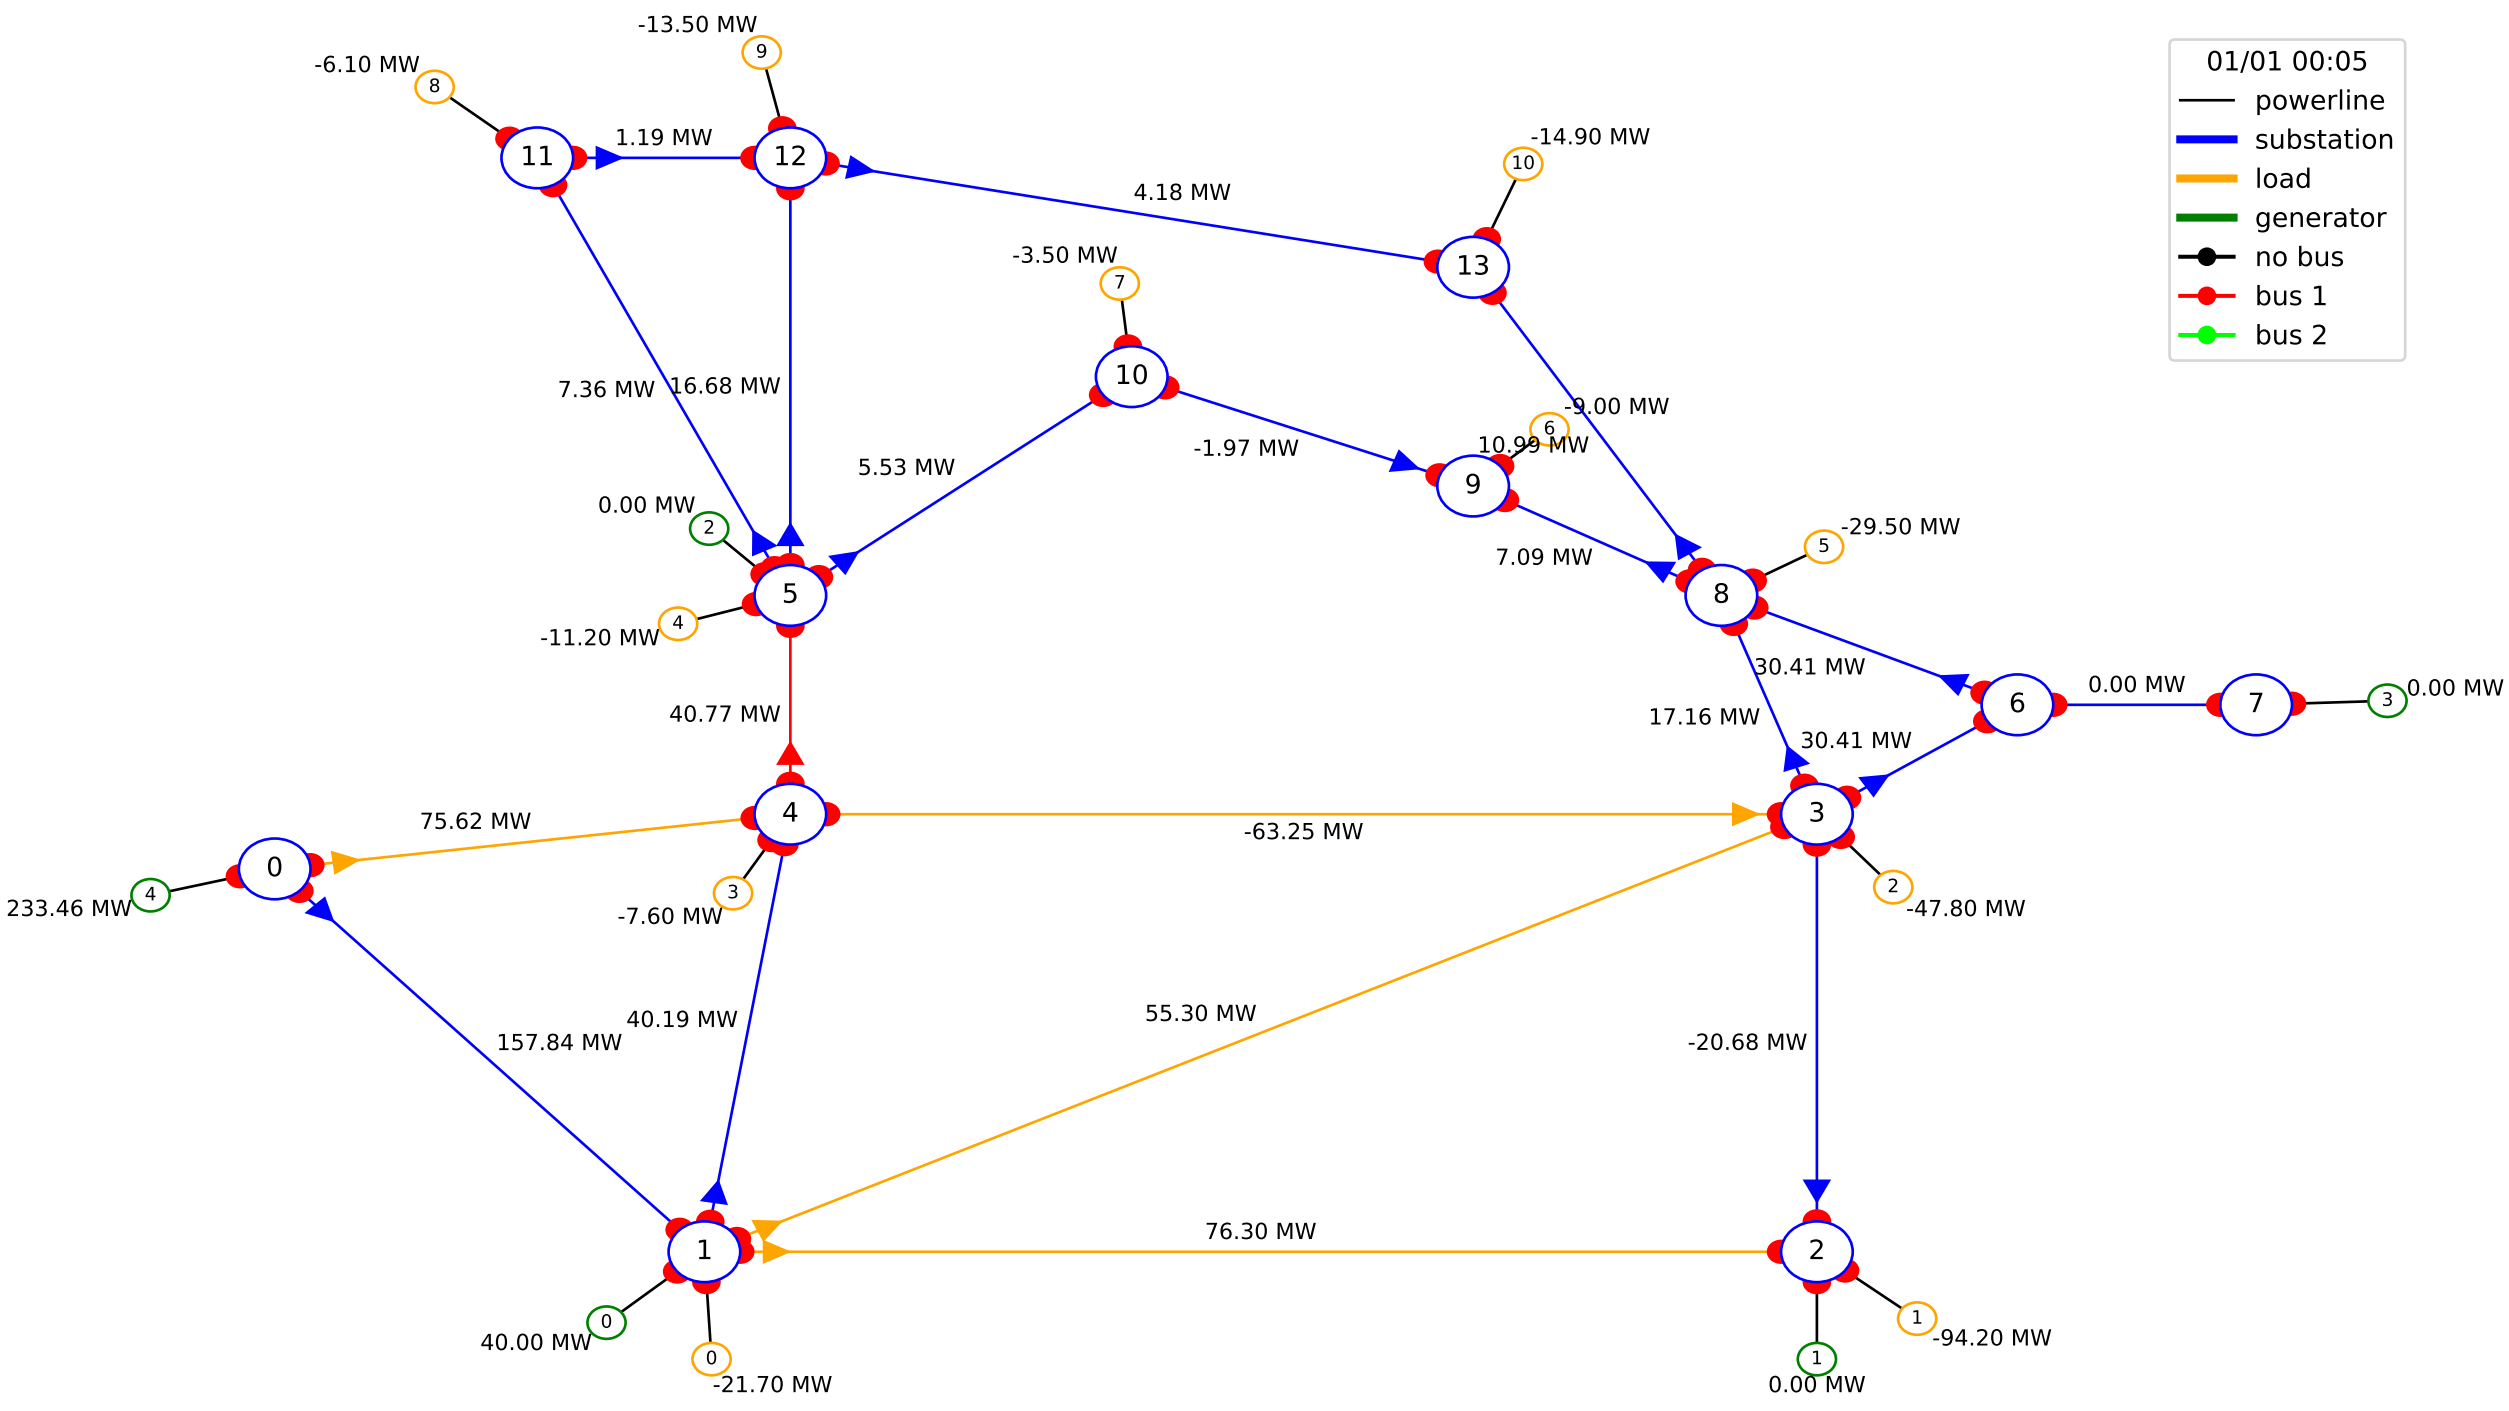 -13.50 MW
9
01/01 00:05
-6.10 MW
8
powerline
11
1.19 MW
12
-14.90 MW
substation
10
4.18 MW
load
generator
-3.50 MW
13
no bus
7
bus 1
bus 2
10
7.36 MW
16.68 MW
-9.00 MW
6
10.99 MW
-1.97 MW
5.53 MW
9
0.00 MW
2
-29.50 MW
5
7.09 MW
5
8
4
-11.20 MW
30.41 MW
0.00 MW
0.00 MW
3
6
7
40.77 MW
17.16 MW
30.41 MW
75.62 MW
4
-63.25 MW
3
0
4
233.46 MW
3
-7.60 MW
2
-47.80 MW
55.30 MW
40.19 MW
157.84 MW
-20.68 MW
76.30 MW
1
2
0
40.00 MW
0
-21.70 MW
1
-94.20 MW
1
0.00 MW